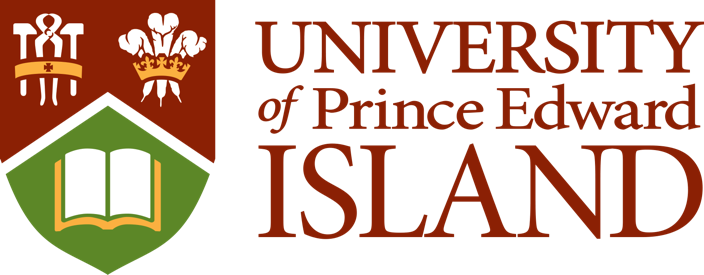 UNIVERSITY
of Prince Edward
ISLAND